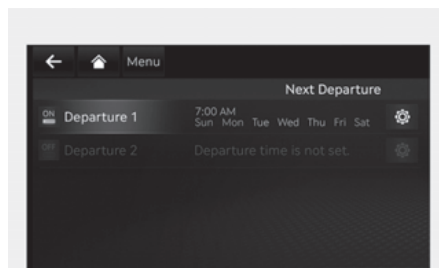 Menu
Next Departure
ON
Departure 1
7:00 AM
Sun Mon Tue Wed Thu Fri Sat
OFF
Departure 2
Departure time is not set.